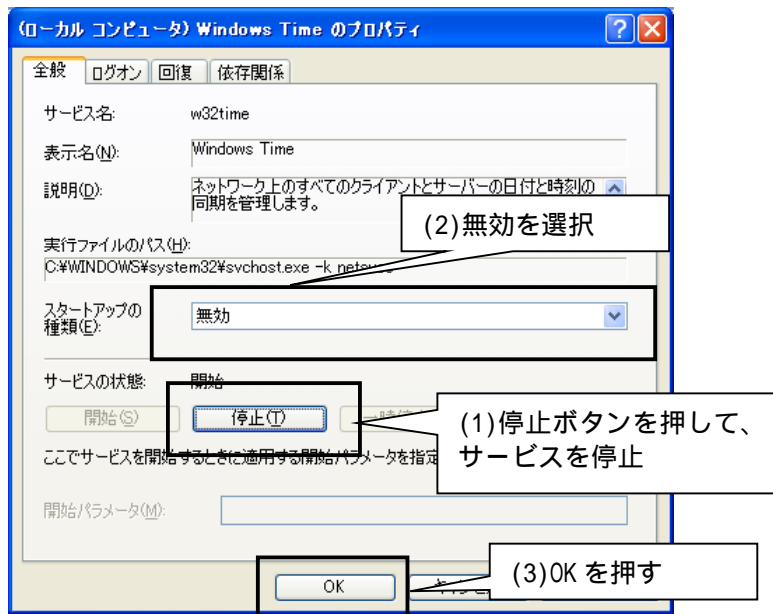 (ローカル コンピュータ) Windows Time のプロパティ
全般 ログオン 回復 依存関係
サービス名: w32time
表示名(N): Windows Time
説明(D): ネットワーク上のすべてのクライアントとサーバーの日付と時刻の
同期を管理します。
(2)無効を選択
実行ファイルのパス(H):
C:¥WINDOWS¥system32¥svchost.exe -k
スタートアップの
種類(E): 無効
サービスの状態: 開始
開始(S) 停止(T)
(1)停止ボタンを押して、
サービスを停止
ここでサービスを開始するときに適用する開始パラメータを指定
開始パラメータ(M):
OK
(3)OK を押す